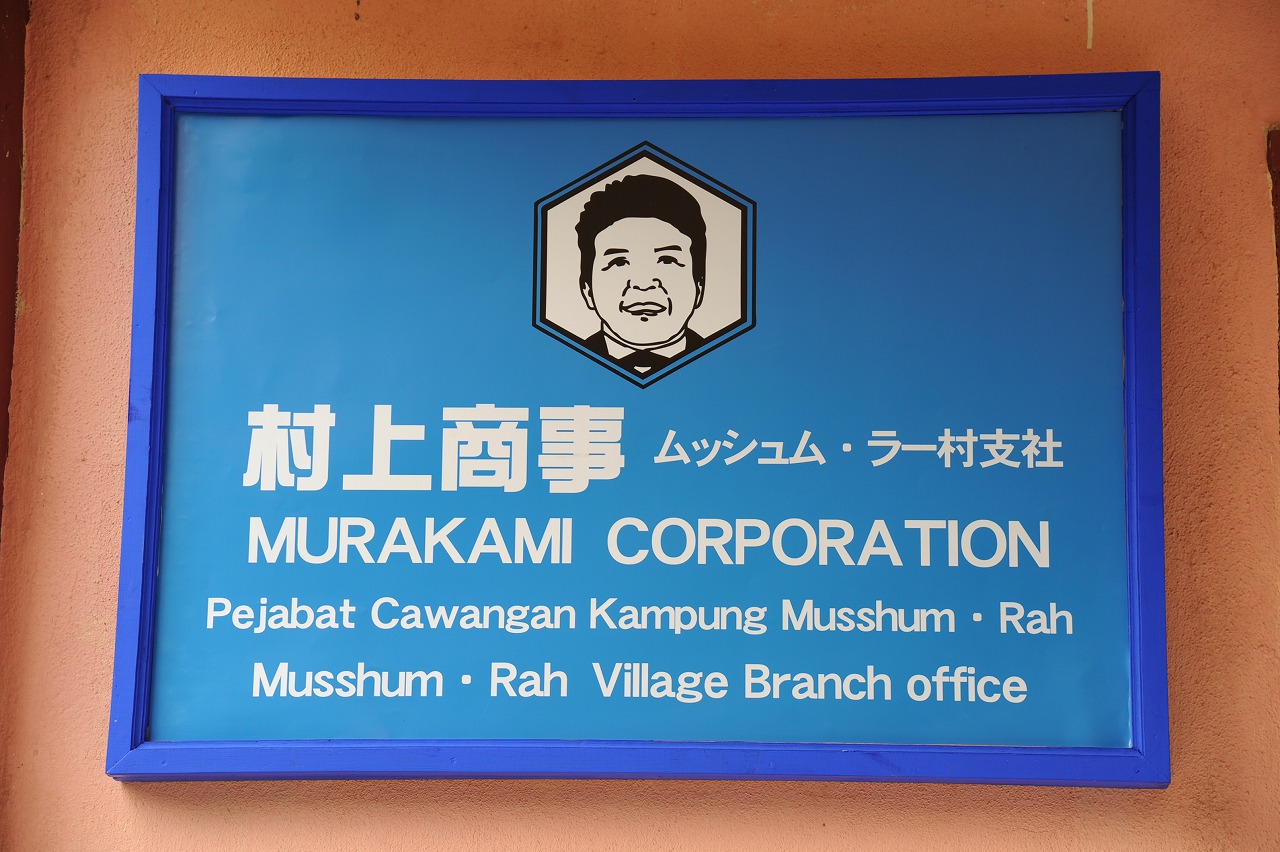 村上商事 ムッシュム・ラー村支社
MURAKAMI CORPORATION
Pejabat Cawangan Kampung Musshum・Rah
Musshum・Rah Village Branch office